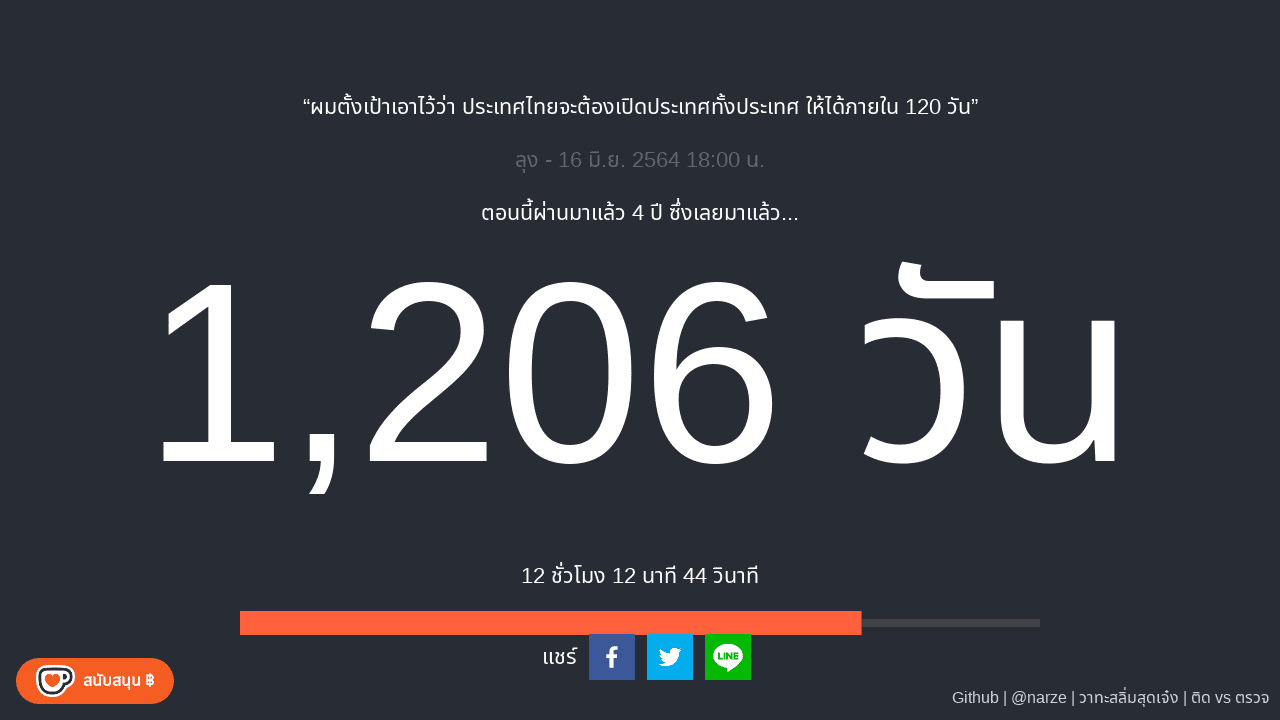 “ผมตั้งเป้าเอาไว้ว่า ประเทศไทยจะต้องเปิดประเทศทั้งประเทศ ให้ได้ภายใน 120 วัน”
ลุง - 16 มิ.ย. 2564 18:00 น.
ตอนนี้ผ่านมาแล้ว 4 ปี ซึ่งเลยมาแล้ว...
1,206 วัน
12 ชั่วโมง 12 นาที 44 วินาที
แชร์
LINE
สนับสนุน ฿
Github | @narze | วาทะสลิ่มสุดเจ๋ง | ติด vs ตรวจ